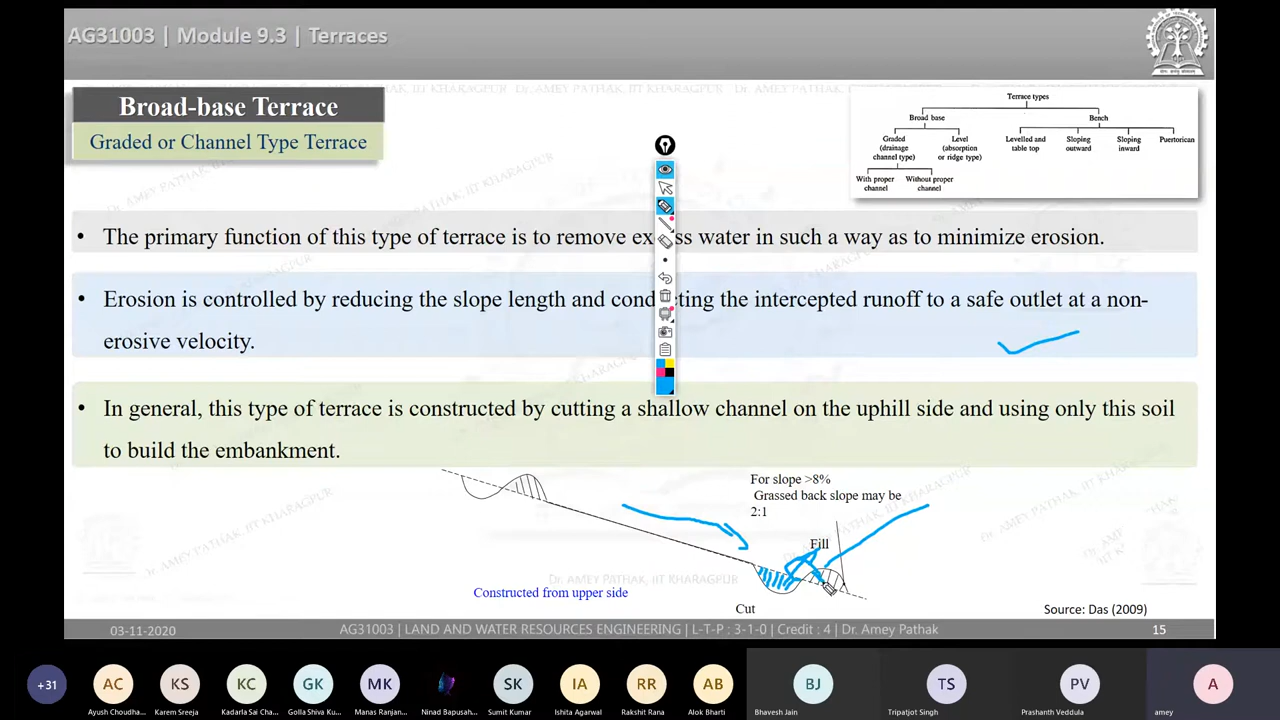 AG31003 | Module 9.3 | Terraces
Broad-base Terrace
Graded or Channel Type Terrace
Terrace types
Broad base
Bench
Graded
(drainage
channel type)
Level
(absorption
or ridge type)
Levelled and
table top
Sloping
outward
Sloping
inward
Puertorican
With proper
channel
Without proper
channel
• The primary function of this type of terrace is to remove excess water in such a way as to minimize erosion.
• Erosion is controlled by reducing the slope length and conducting the intercepted runoff to a safe outlet at a non-
erosive velocity.
• In general, this type of terrace is constructed by cutting a shallow channel on the uphill side and using only this soil
to build the embankment.
For slope >8%
Grassed back slope may be
2:1
Fill
Constructed from upper side
Cut
Source: Das (2009)
03-11-2020
AG31003 | LAND AND WATER RESOURCES ENGINEERING | L-T-P : 3-1-0 | Credit : 4 | Dr. Amey Pathak
15
+31
AC
KS
KC
GK
MK
SK
IA
RR
AB
BJ
TS
PV
A
Ayush Choudha...
Karem Sreeja
Kadarla Sai Cha...
Golla Shiva Ku...
Manas Ranjan...
Ninad Bapusah...
Sumit Kumar
Ishita Agarwal
Rakshit Rana
Alok Bharti
Bhavesh Jain
Tripatjot Singh
Prashanth Veddula
amey